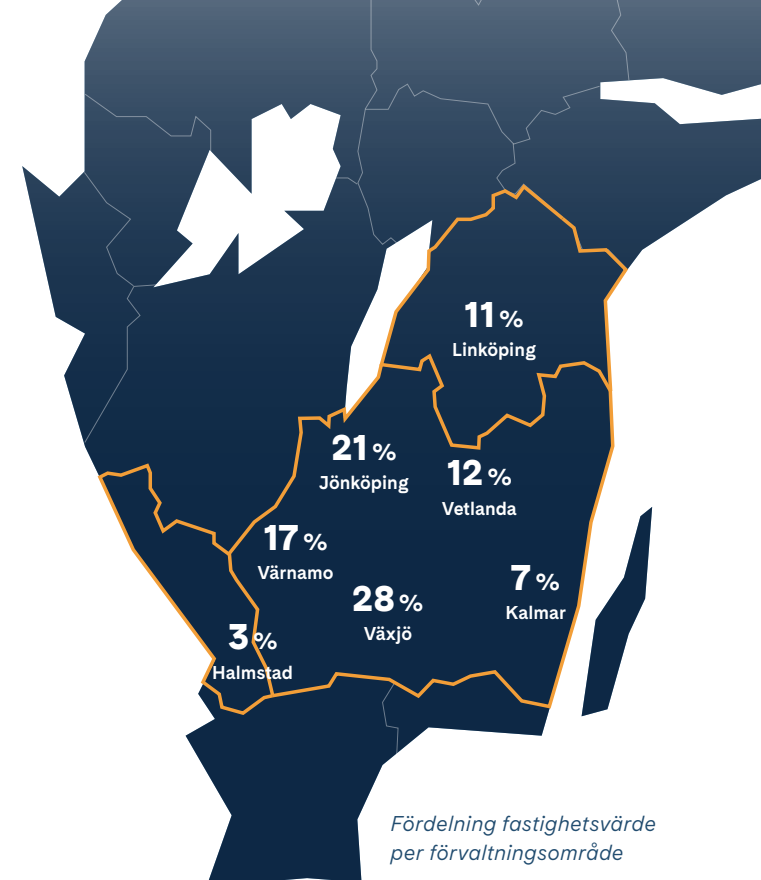 11 %
Linköping
21 %
Jönköping
12 %
Vetlanda
17 %
Värnamo
7 %
Kalmar
28 %
Växjö
3 %
Halmstad
Fördelning fastighetsvärde
per förvaltningsområde